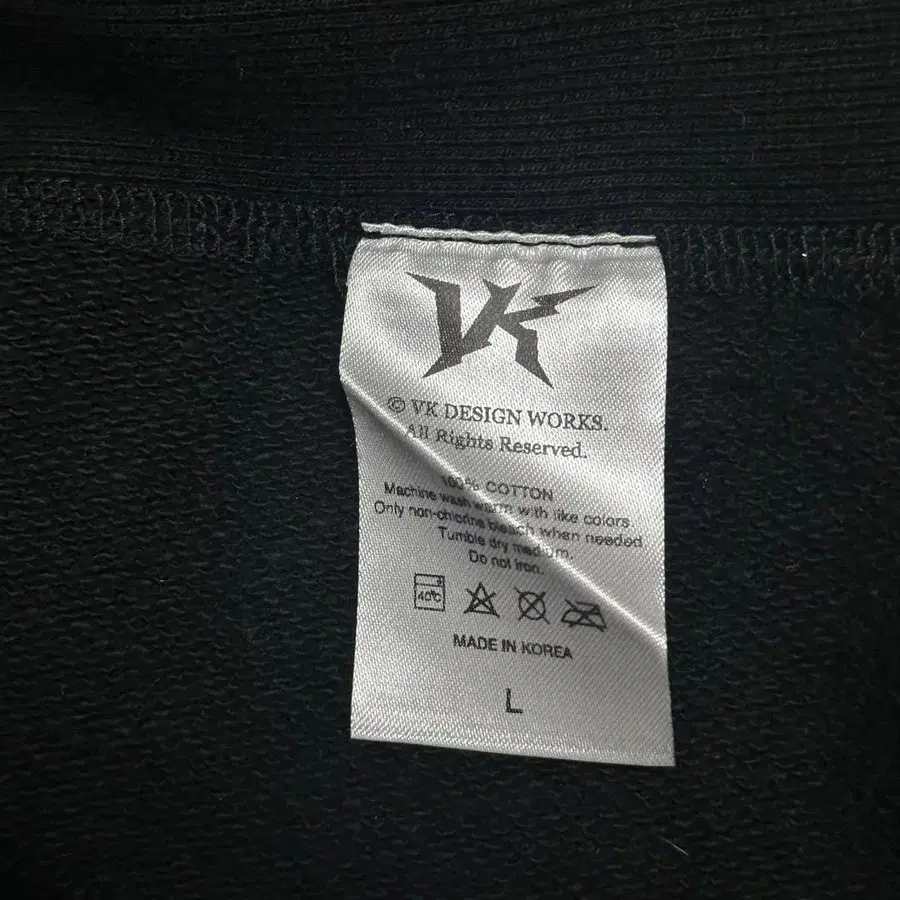 VK
© VK DESIGN WORKS.
All Rights Reserved.
100% COTTON
Machine wash warm with like colors.
Only non-chlorine bleach when needed
Tumble dry medium.
Do not iron.
40℃
MADE IN KOREA
L